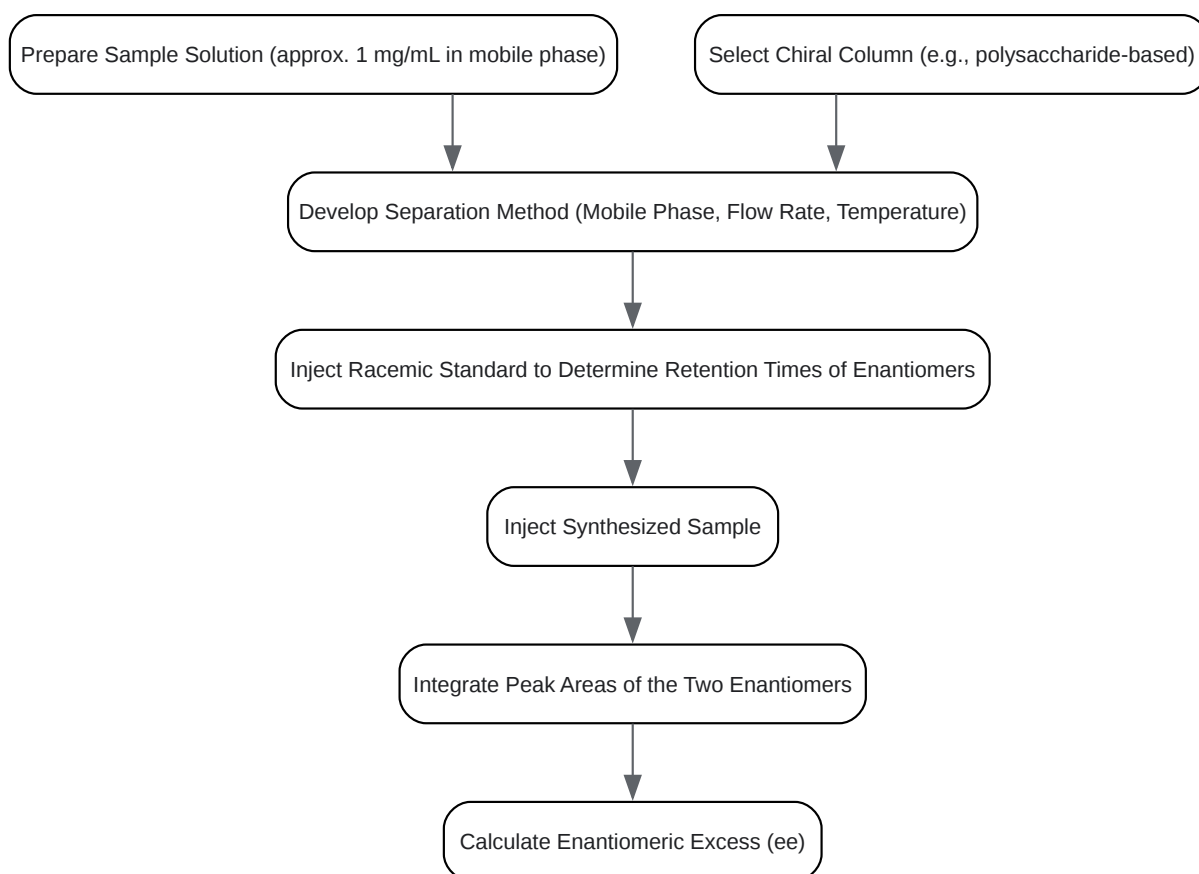 Prepare Sample Solution (approx. 1 mg/mL in mobile phase)
Select Chiral Column (e.g., polysaccharide-based)
Develop Separation Method (Mobile Phase, Flow Rate, Temperature)
Inject Racemic Standard to Determine Retention Times of Enantiomers
Inject Synthesized Sample
Integrate Peak Areas of the Two Enantiomers
Calculate Enantiomeric Excess (ee)